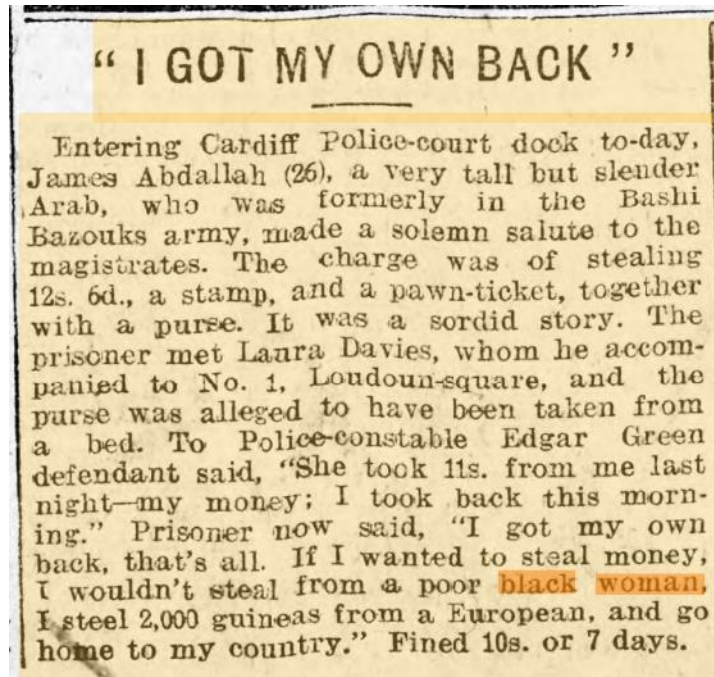 “ I GOT MY OWN BACK ”
Entering Cardiff Police-court dock to-day,
James Abdallah (26), a very tall but slender
Arab, who was formerly in the Bashi
Bazouks army, made a solemn salute to the
magistrates. The charge was of stealing
12s. 6d., a stamp, and a pawn-ticket, together
with a purse. It was a sordid story. The
prisoner met Laura Davies, whom he accom-
panied to No. 1, Loudoun-square, and the
purse was alleged to have been taken from
a bed. To Police-constable Edgar Green
defendant said, “She took 11s. from me last
night—my money; I took back this morn-
ing.” Prisoner now said, “I got my own
back, that's all. If I wanted to steal money,
I wouldn't steal from a poor black woman,
I steel 2,000 guineas from a European, and go
home to my country.” Fined 10s. or 7 days.